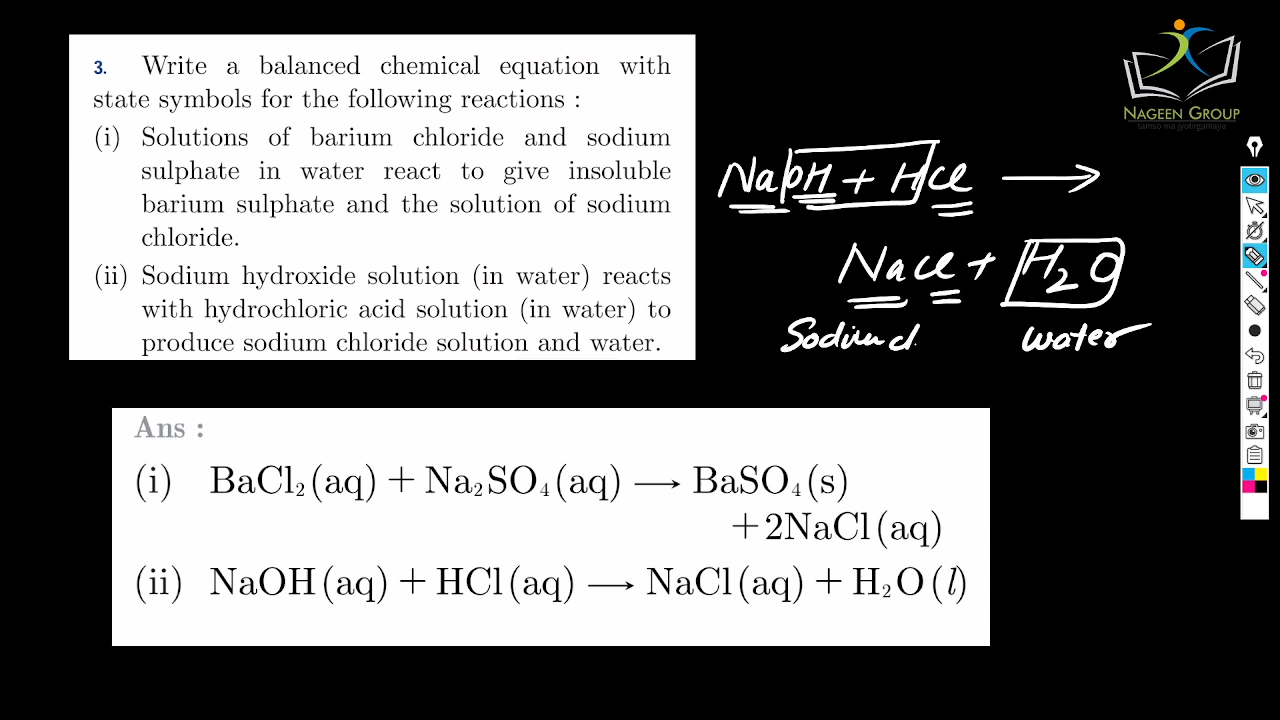 3. Write a balanced chemical equation with
state symbols for the following reactions :
(i) Solutions of barium chloride and sodium
sulphate in water react to give insoluble
barium sulphate and the solution of sodium
chloride.
(ii) Sodium hydroxide solution (in water) reacts
with hydrochloric acid solution (in water) to
produce sodium chloride solution and water.
NAGEEN GROUP
tamso ma jyotirgamaya
NaOH + HCl ⟶
NaCl + H₂O
Sodium cl. water
Ans :
(i) BaCl₂(aq) + Na₂SO₄(aq) ⟶ BaSO₄(s)
+2NaCl(aq)
(ii) NaOH(aq) + HCl(aq) ⟶ NaCl(aq) + H₂O(l)